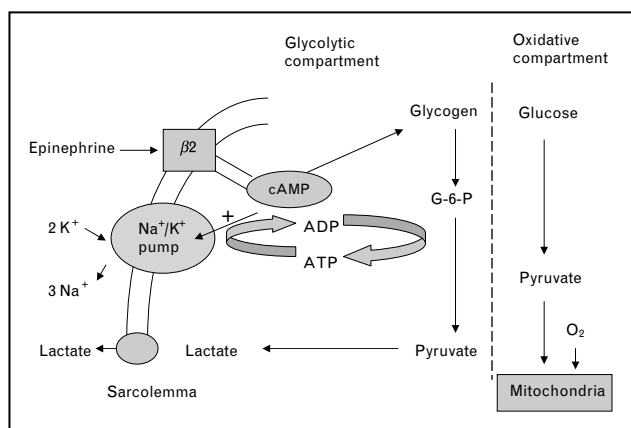 Glycolytic
compartment
Oxidative
compartment
Glycogen
Glucose
Epinephrine
β2
cAMP
G-6-P
2 K⁺
Na⁺/K⁺
pump
+
ADP
ATP
3 Na⁺
Pyruvate
O₂
Lactate
Lactate
Pyruvate
Mitochondria
Sarcolemma